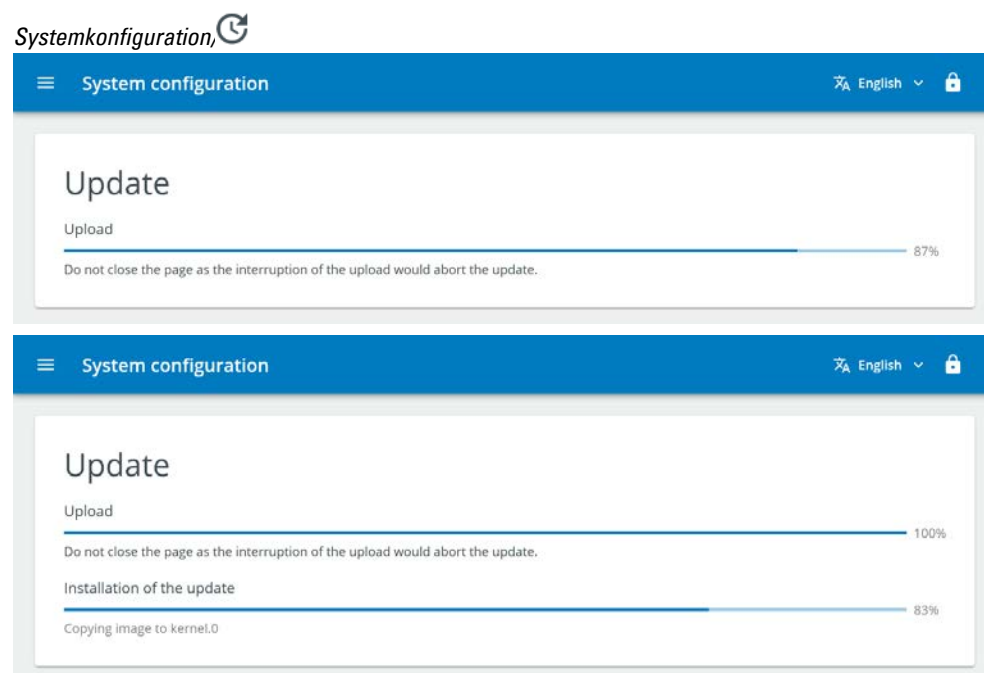 Systemkonfiguration/
System configuration
English
Update
Upload
87%
Do not close the page as the interruption of the upload would abort the update.
System configuration
English
Update
Upload
100%
Do not close the page as the interruption of the upload would abort the update.
Installation of the update
83%
Copying image to kernel.0